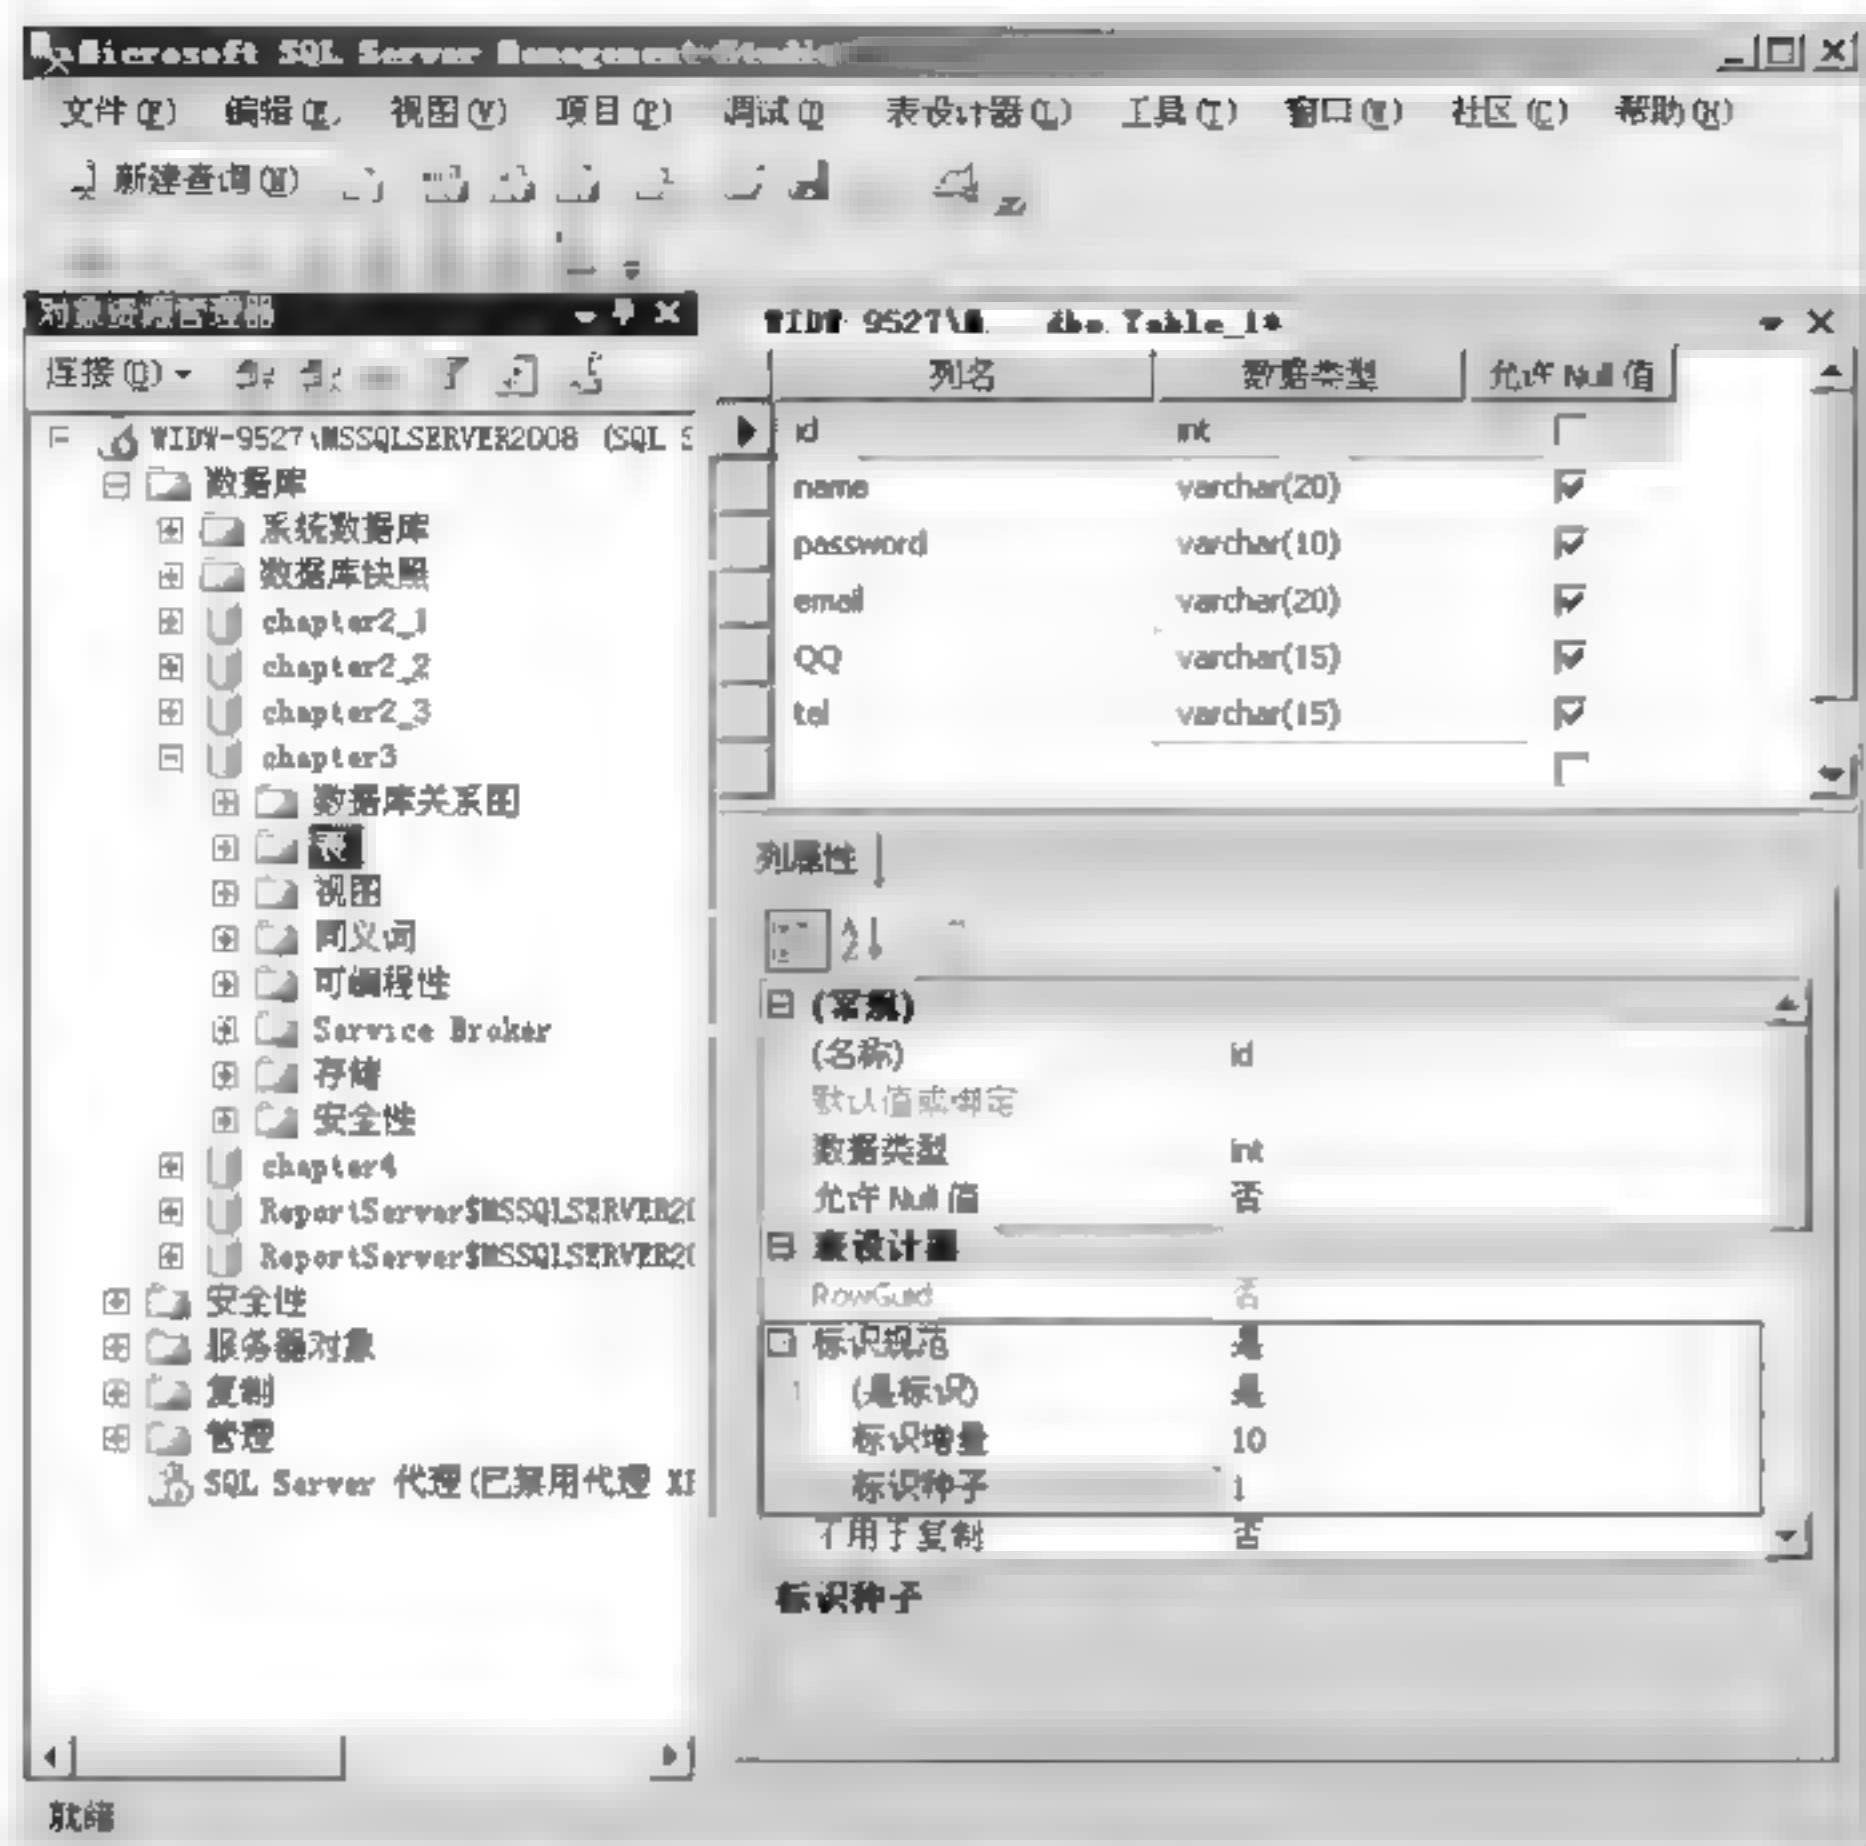 Microsoft SQL Server Management Studio
文件(F) 编辑(E) 视图(V) 项目(P) 调试(D) 表设计器(L) 工具(T) 窗口(W) 社区(C) 帮助(H)
新建查询(N)
对象资源管理器
连接(O)
WIDW-9527\MSSQLSERVER2008 (SQL S
数据库
系统数据库
数据库快照
chapter2_1
chapter2_2
chapter2_3
chapter3
数据库关系图
表
视图
同义词
可编程性
Service Broker
存储
安全性
chapter4
ReportServer$MSSQLSERVER20
ReportServer$MSSQLSERVER20
安全性
服务器对象
复制
管理
SQL Server 代理(已禁用代理 XP
WIDW-9527\M dbo.Table_1*
列名 数据类型 允许 Null 值
id int
name varchar(20)
password varchar(10)
email varchar(20)
QQ varchar(15)
tel varchar(15)
列属性
(常规)
(名称) id
默认值或绑定
数据类型 int
允许 Null 值 否
表设计器
RowGuid 否
标识规范 是
(是标识) 是
标识增量 10
标识种子 1
不用于复制 否
标识种子
就绪